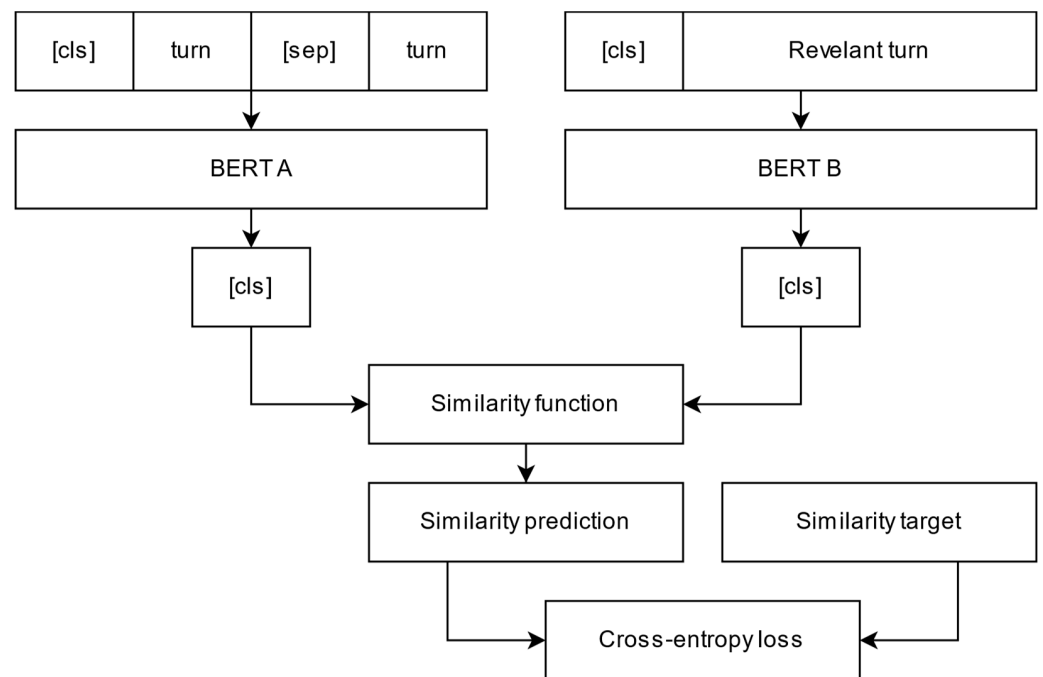 [cls] turn [sep] turn [cls] Revelant turn
BERT A BERT B
[cls] [cls]
Similarity function
Similarity prediction Similarity target
Cross-entropy loss